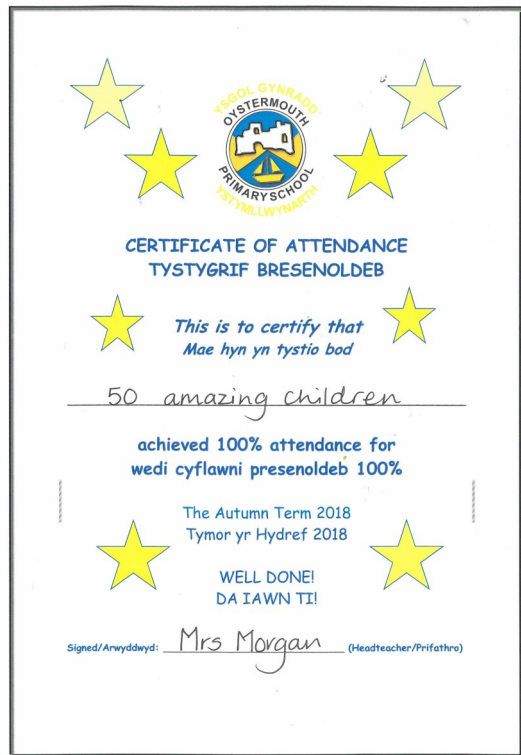 YSGOL GYNRADD
OYSTERMOUTH
PRIMARY SCHOOL
YSTYMLLWYNARTH
CERTIFICATE OF ATTENDANCE
TYSTYGRIF BRESENOLDEB
This is to certify that
Mae hyn yn tystio bod
50 amazing children
achieved 100% attendance for
wedi cyflawni presenoldeb 100%
The Autumn Term 2018
Tymor yr Hydref 2018
WELL DONE!
DA IAWN TI!
Signed/Arwyddwyd: Mrs Morgan (Headteacher/Prifathro)